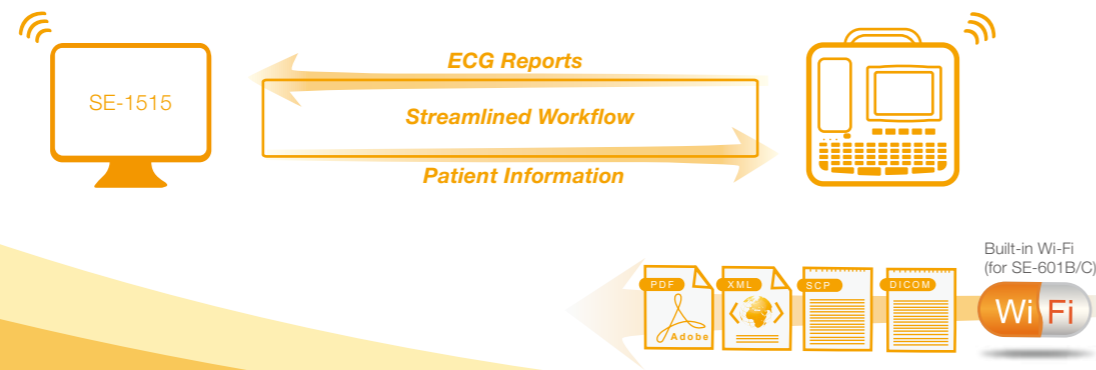 ECG Reports
SE-1515
Streamlined Workflow
Patient Information
Built-in Wi-Fi
(for SE-601B/C)
PDF
XML
SCP
DICOM
Adobe
Wi Fi